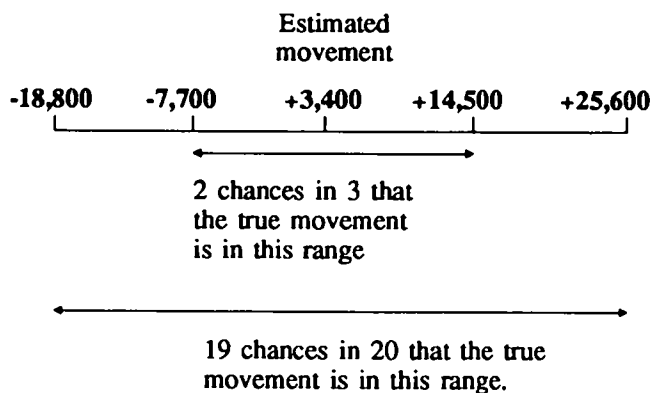 Estimated
movement
-18,800 -7,700 +3,400 +14,500 +25,600
2 chances in 3 that
the true movement
is in this range
19 chances in 20 that the true
movement is in this range.